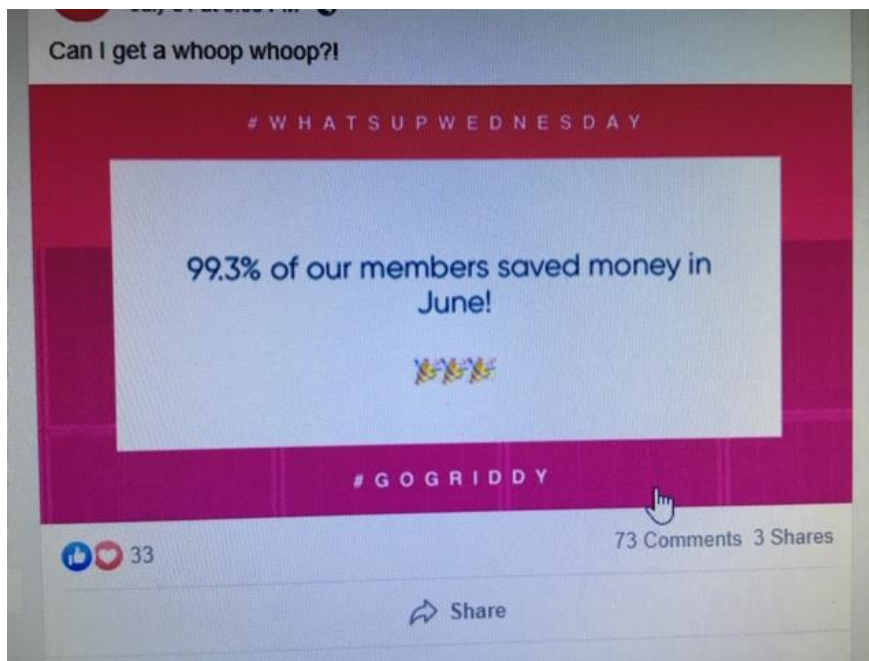 Can I get a whoop whoop?!
#WHATSUPWEDNESDAY
99.3% of our members saved money in
June!
#GOGRIDDY
33
73 Comments 3 Shares
Share